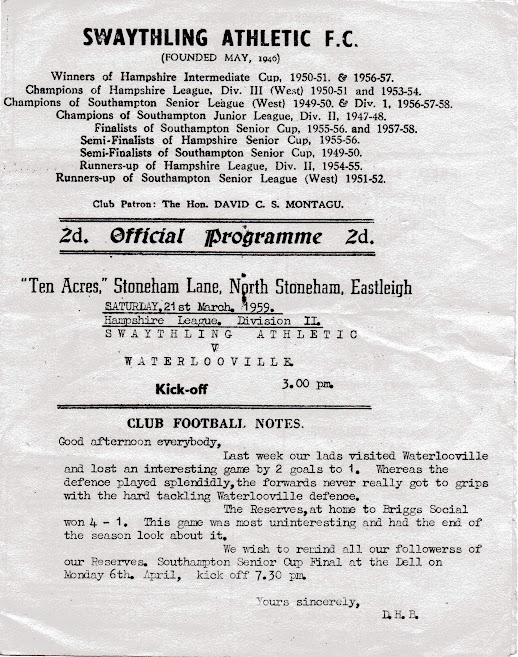 SWAYTHLING ATHLETIC F.C.
(FOUNDED MAY, 1946)
Winners of Hampshire Intermediate Cup, 1950-51. & 1956-57.
Champions of Hampshire League, Div. III (West) 1950-51 and 1953-54.
Champions of Southampton Senior League (West) 1949-50. & Div. 1, 1956-57-58.
Champions of Southampton Junior League, Div. II, 1947-48.
Finalists of Southampton Senior Cup, 1955-56. and 1957-58.
Semi-Finalists of Hampshire Senior Cup, 1955-56.
Semi-Finalists of Southampton Senior Cup, 1949-50.
Runners-up of Hampshire League, Div. II, 1954-55.
Runners-up of Southampton Senior League (West) 1951-52.
Club Patron: The Hon. DAVID C. S. MONTAGU.
2d. Official Programme 2d.
"Ten Acres," Stoneham Lane, North Stoneham, Eastleigh
SATURDAY, 21st March. 1959.
Hampshire League. Division II.
SWAYTHLING ATHLETIC
V
WATERLOOVILLE
Kick-off 3.00 pm.
CLUB FOOTBALL NOTES.
Good afternoon everybody,
Last week our lads visited Waterlooville
and lost an interesting game by 2 goals to 1. Whereas the
defence played splendidly, the forwards never really got to grips
with the hard tackling Waterlooville defence.
The Reserves, at home to Briggs Social
won 4 - 1. This game was most uninteresting and had the end of
the season look about it.
We wish to remind all our followerss of
our Reserves. Southampton Senior Cup Final at the Dell on
Monday 6th. April, kick off 7.30 pm.
Yours sincerely,
D.H.B.